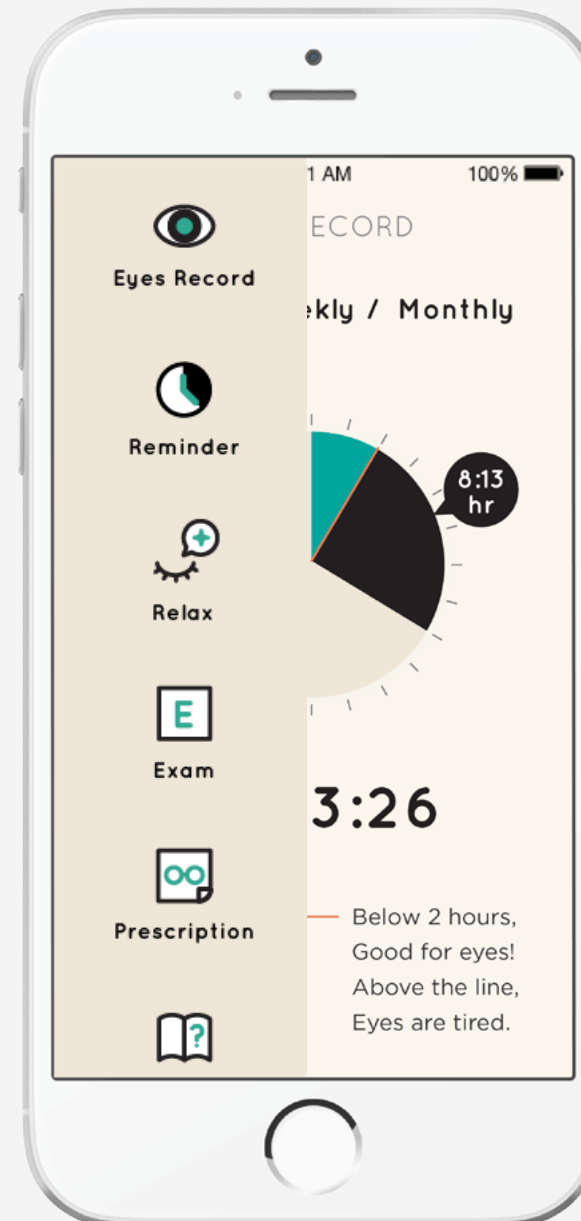 1 AM
100%
ECORD
Eyes Record
ekly / Monthly
Reminder
8:13
hr
Relax
E
Exam
3:26
Prescription
Below 2 hours,
Good for eyes!
Above the line,
Eyes are tired.
?